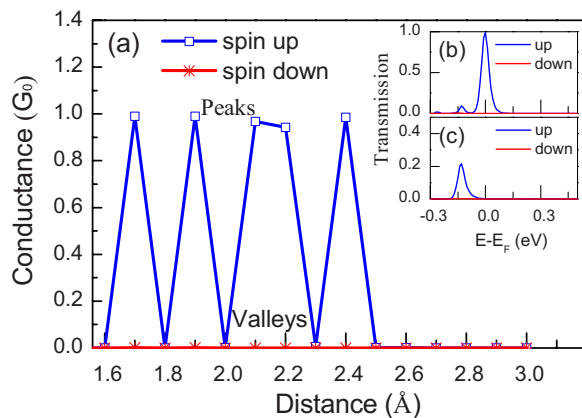 (a)
spin up
spin down
Peaks
Valleys
Conductance (G₀)
1.4
1.2
1.0
0.8
0.6
0.4
0.2
0.0
1.6 1.8 2.0 2.2 2.4 2.6 2.8 3.0
Distance (Å)
(b)
up
down
1.0
0.5
0.0
(c)
up
down
0.4
0.2
0.0
Transmission
-0.3 0.0 0.3
E-E_F (eV)